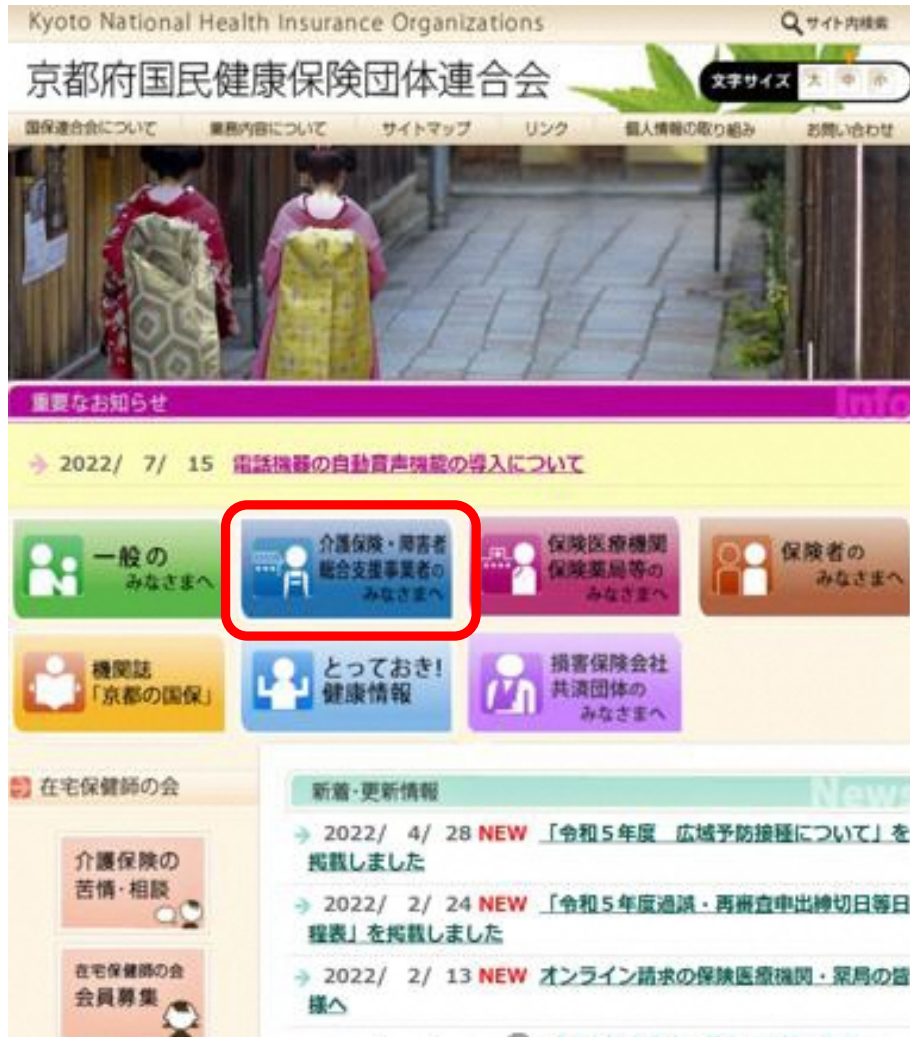 Kyoto National Health Insurance Organizations
サイト内検索
京都府国民健康保険団体連合会
文字サイズ 大 中 小
国保連合会について 業務内容について サイトマップ リンク 個人情報の取り組み お問い合わせ
重要なお知らせ
Info
2022/ 7/ 15 電話機器の自動音声機能の導入について
一般の
みなさまへ
介護保険・障害者
総合支援事業者の
みなさまへ
保険医療機関
保険薬局等の
みなさまへ
保険者の
みなさまへ
機関誌
「京都の国保」
とっておき!
健康情報
損害保険会社
共済団体の
みなさまへ
在宅保健師の会
介護保険の
苦情・相談
在宅保健師の会
会員募集
新着・更新情報
News
2022/ 4/ 28 NEW 「令和5年度 広域予防接種について」を
掲載しました
2022/ 2/ 24 NEW 「令和5年度過誤・再審査申出締切日等日
程表」を掲載しました
2022/ 2/ 13 NEW オンライン請求の保険医療機関・薬局の皆
様へ